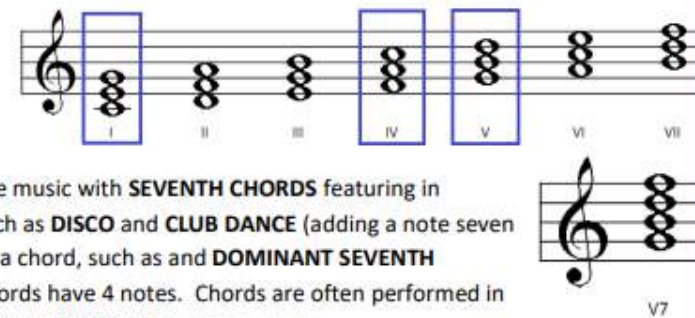 I II III IV V VI VII
e music with SEVENTH CHORDS featuring in
ch as DISCO and CLUB DANCE (adding a note seven
a chord, such as and DOMINANT SEVENTH
ords have 4 notes. Chords are often performed in
V7